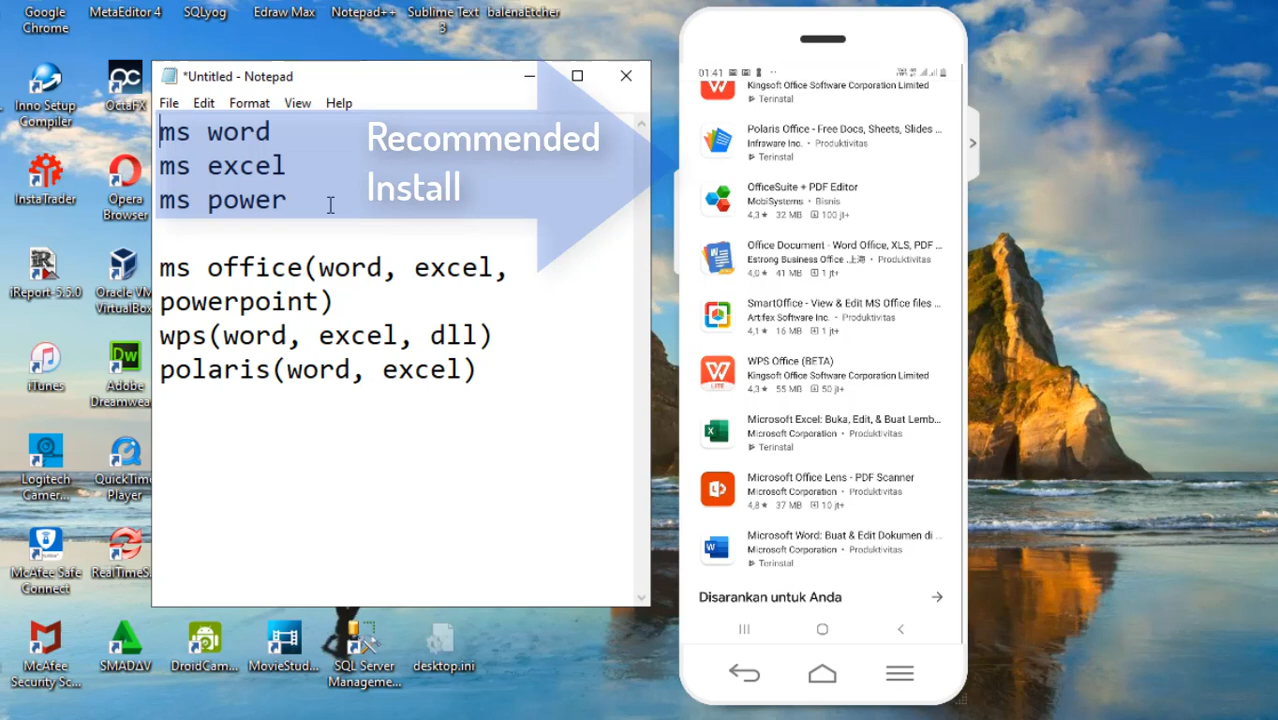 Google
Chrome
MetaEditor 4
SQLyog
Edraw Max
Notepad++
Sublime Text
3
balenaEtcher
Inno Setup
Compiler
OctaFX
InstaTrader
Opera
Browser
iReport-5.5.0
Oracle VM
VirtualBox
iTunes
Adobe
Dreamweav...
Logitech
Camer...
QuickTime
Player
McAfee Safe
Connect
RealTimeS...
McAfee
Security Sc...
SMADΔV
DroidCam...
MovieStud...
SQL Server
Manageme...
desktop.ini
*Untitled - Notepad
File Edit Format View Help
ms word
ms excel
ms power
Recommended
Install
ms office(word, excel,
powerpoint)
wps(word, excel, dll)
polaris(word, excel)
01:41
Kingsoft Office Software Corporation Limited
Terinstal
Polaris Office - Free Docs, Sheets, Slides ...
Infraware Inc. • Produktivitas
Terinstal
OfficeSuite + PDF Editor
MobiSystems • Bisnis
4,3★ 32 MB 100 jt+
Office Document - Word Office, XLS, PDF ...
Estrong Business Office .上海 • Produktivitas
4,0★ 41 MB 1 jt+
SmartOffice - View & Edit MS Office files ...
Artifex Software Inc. • Produktivitas
4,1★ 16 MB 1 jt+
WPS Office (BETA)
Kingsoft Office Software Corporation Limited
4,3★ 55 MB 50 jt+
LITE
Microsoft Excel: Buka, Edit, & Buat Lemb...
Microsoft Corporation • Produktivitas
Terinstal
Microsoft Office Lens - PDF Scanner
Microsoft Corporation • Produktivitas
4,8★ 37 MB 10 jt+
Microsoft Word: Buat & Edit Dokumen di ...
Microsoft Corporation • Produktivitas
Terinstal
Disarankan untuk Anda